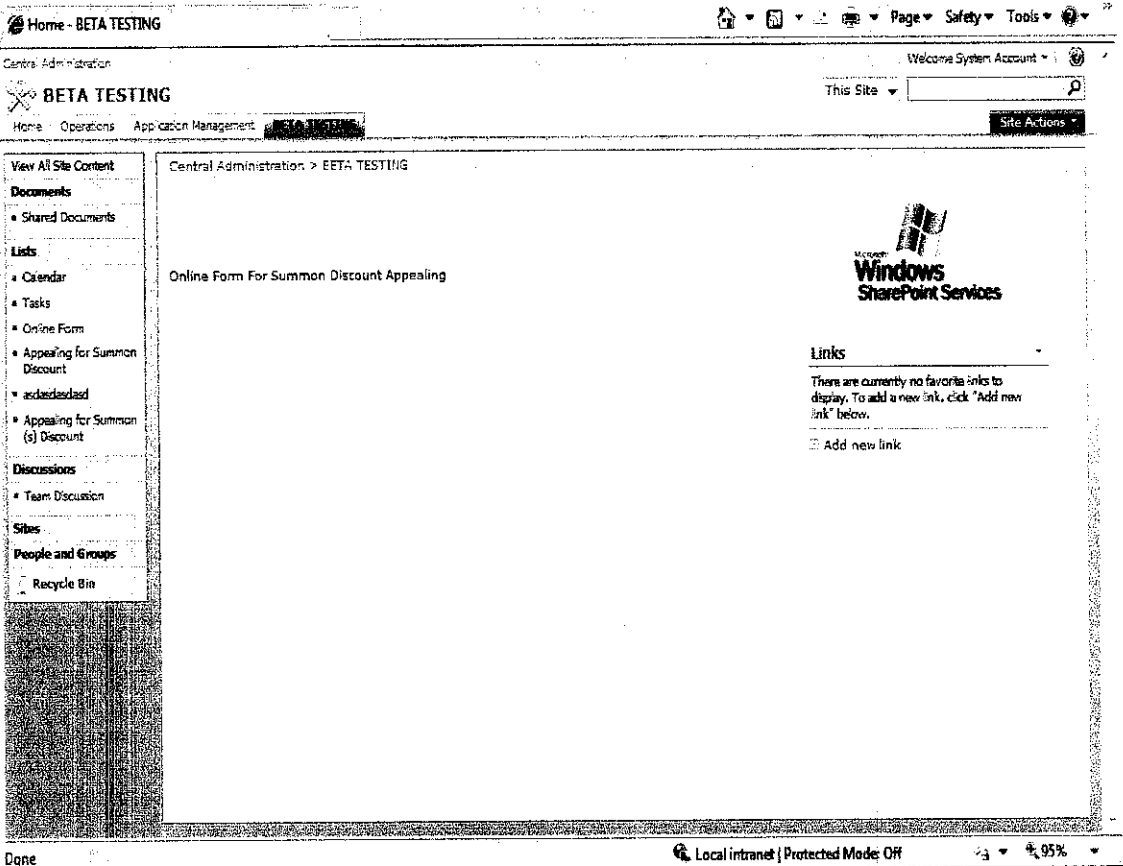 Home - BETA TESTING
Page Safety Tools
Central Administration
Welcome System Account
BETA TESTING
This Site
Home Operations Application Management BETA TESTING
Site Actions
View All Site Content
Central Administration > BETA TESTING
Documents
Shared Documents
Lists
Calendar
Tasks
Online Form
Appealing for Summon
Discount
asdasdasdasd
Appealing for Summon
(s) Discount
Discussions
Team Discussion
Sites
People and Groups
Recycle Bin
Online Form For Summon Discount Appealing
Microsoft
Windows
SharePoint Services
Links
There are currently no favorite links to
display. To add a new link, click "Add new
link" below.
Add new link
Done
Local intranet | Protected Mode: Off
95%